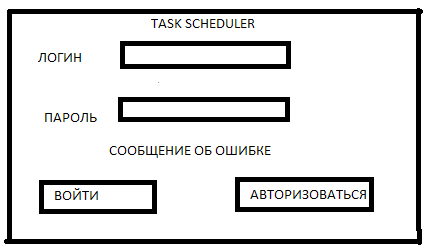 TASK SCHEDULER
ЛОГИН
ПАРОЛЬ
СООБЩЕНИЕ ОБ ОШИБКЕ
ВОЙТИ АВТОРИЗОВАТЬСЯ